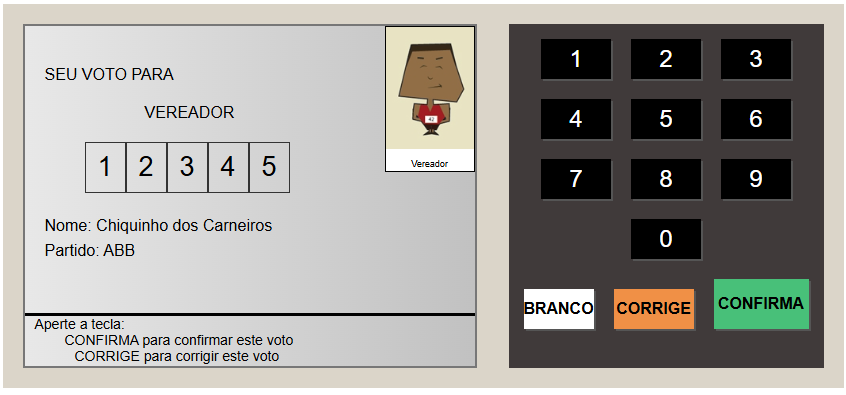 SEU VOTO PARA
VEREADOR
1 2 3 4 5
Nome: Chiquinho dos Carneiros
Partido: ABB
Vereador
Aperte a tecla:
CONFIRMA para confirmar este voto
CORRIGE para corrigir este voto
1 2 3
4 5 6
7 8 9
0
BRANCO CORRIGE CONFIRMA